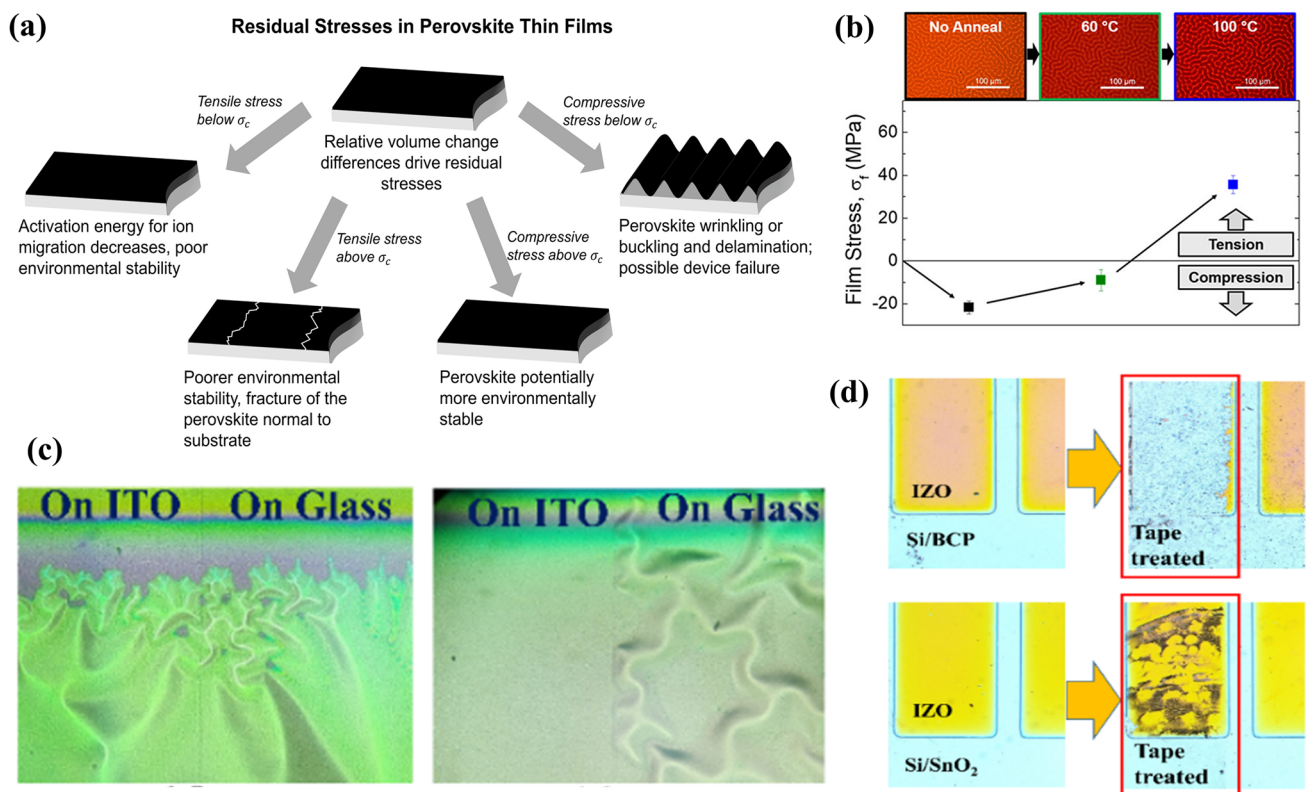 (a)
Residual Stresses in Perovskite Thin Films
Tensile stress
below σc
Compressive
stress below σc
Relative volume change
differences drive residual
stresses
Activation energy for ion
migration decreases, poor
environmental stability
Tensile stress
above σc
Compressive
stress above σc
Perovskite wrinkling or
buckling and delamination;
possible device failure
Poorer environmental
stability, fracture of the
perovskite normal to
substrate
Perovskite potentially
more environmentally
stable
(b)
No Anneal
60 °C
100 °C
100 μm
100 μm
100 μm
Film Stress, σf (MPa)
60
40
20
0
-20
Tension
Compression
(c)
On ITO
On Glass
On ITO
On Glass
(d)
IZO
Si/BCP
Tape
treated
IZO
Si/SnO2
Tape
treated